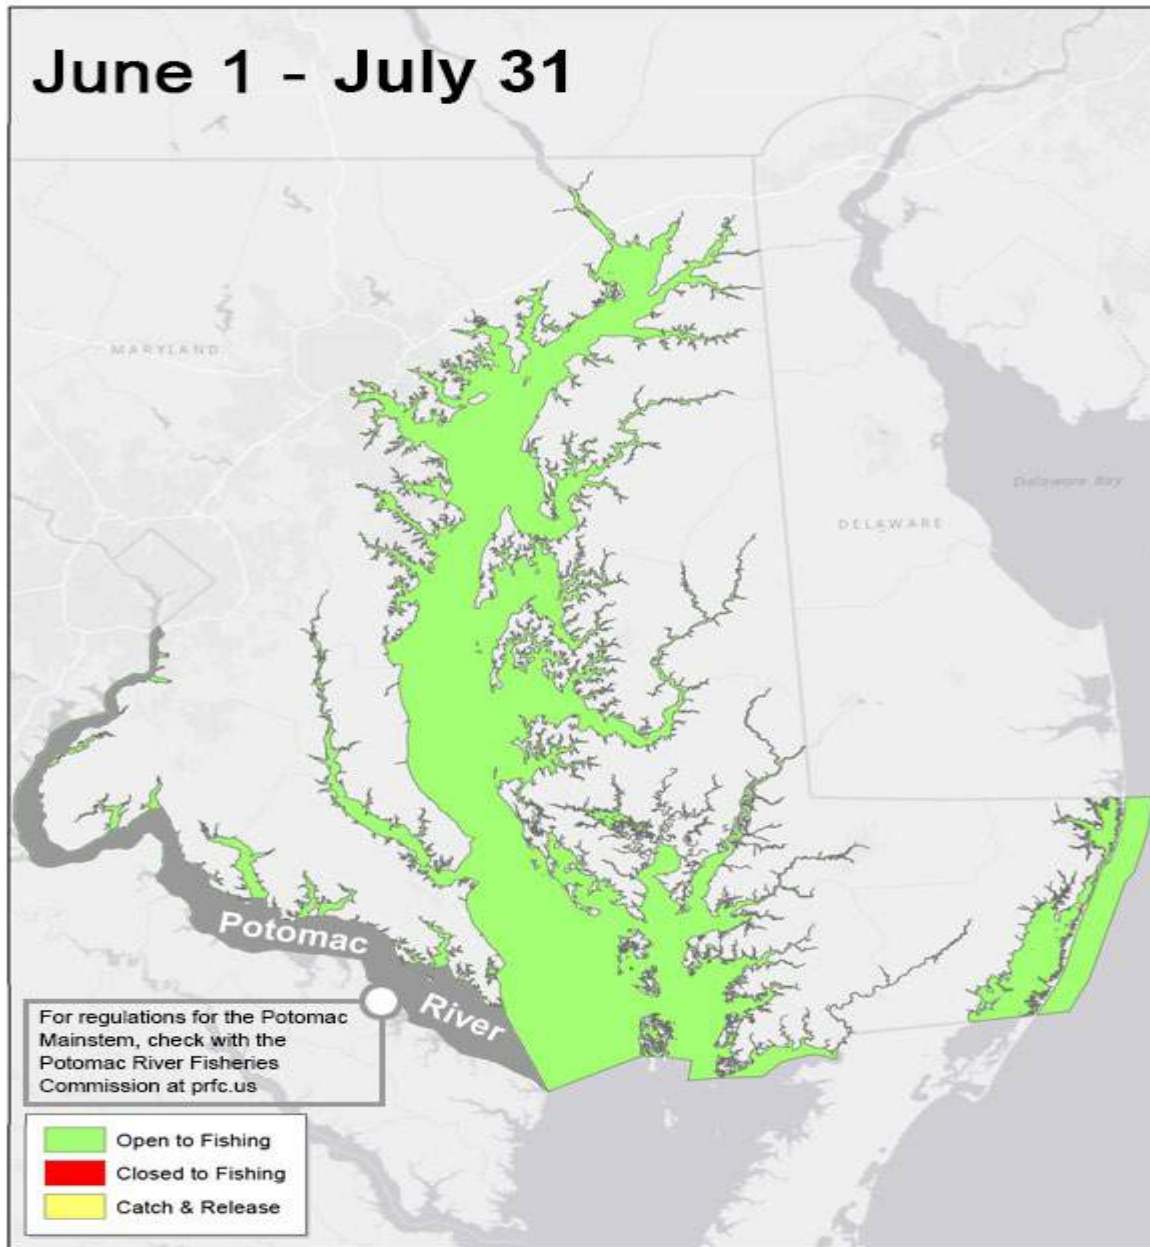 June 1 - July 31
MARYLAND
Delaware Bay
DELAWARE
Potomac
River
For regulations for the Potomac
Mainstem, check with the
Potomac River Fisheries
Commission at prfc.us
Open to Fishing
Closed to Fishing
Catch & Release